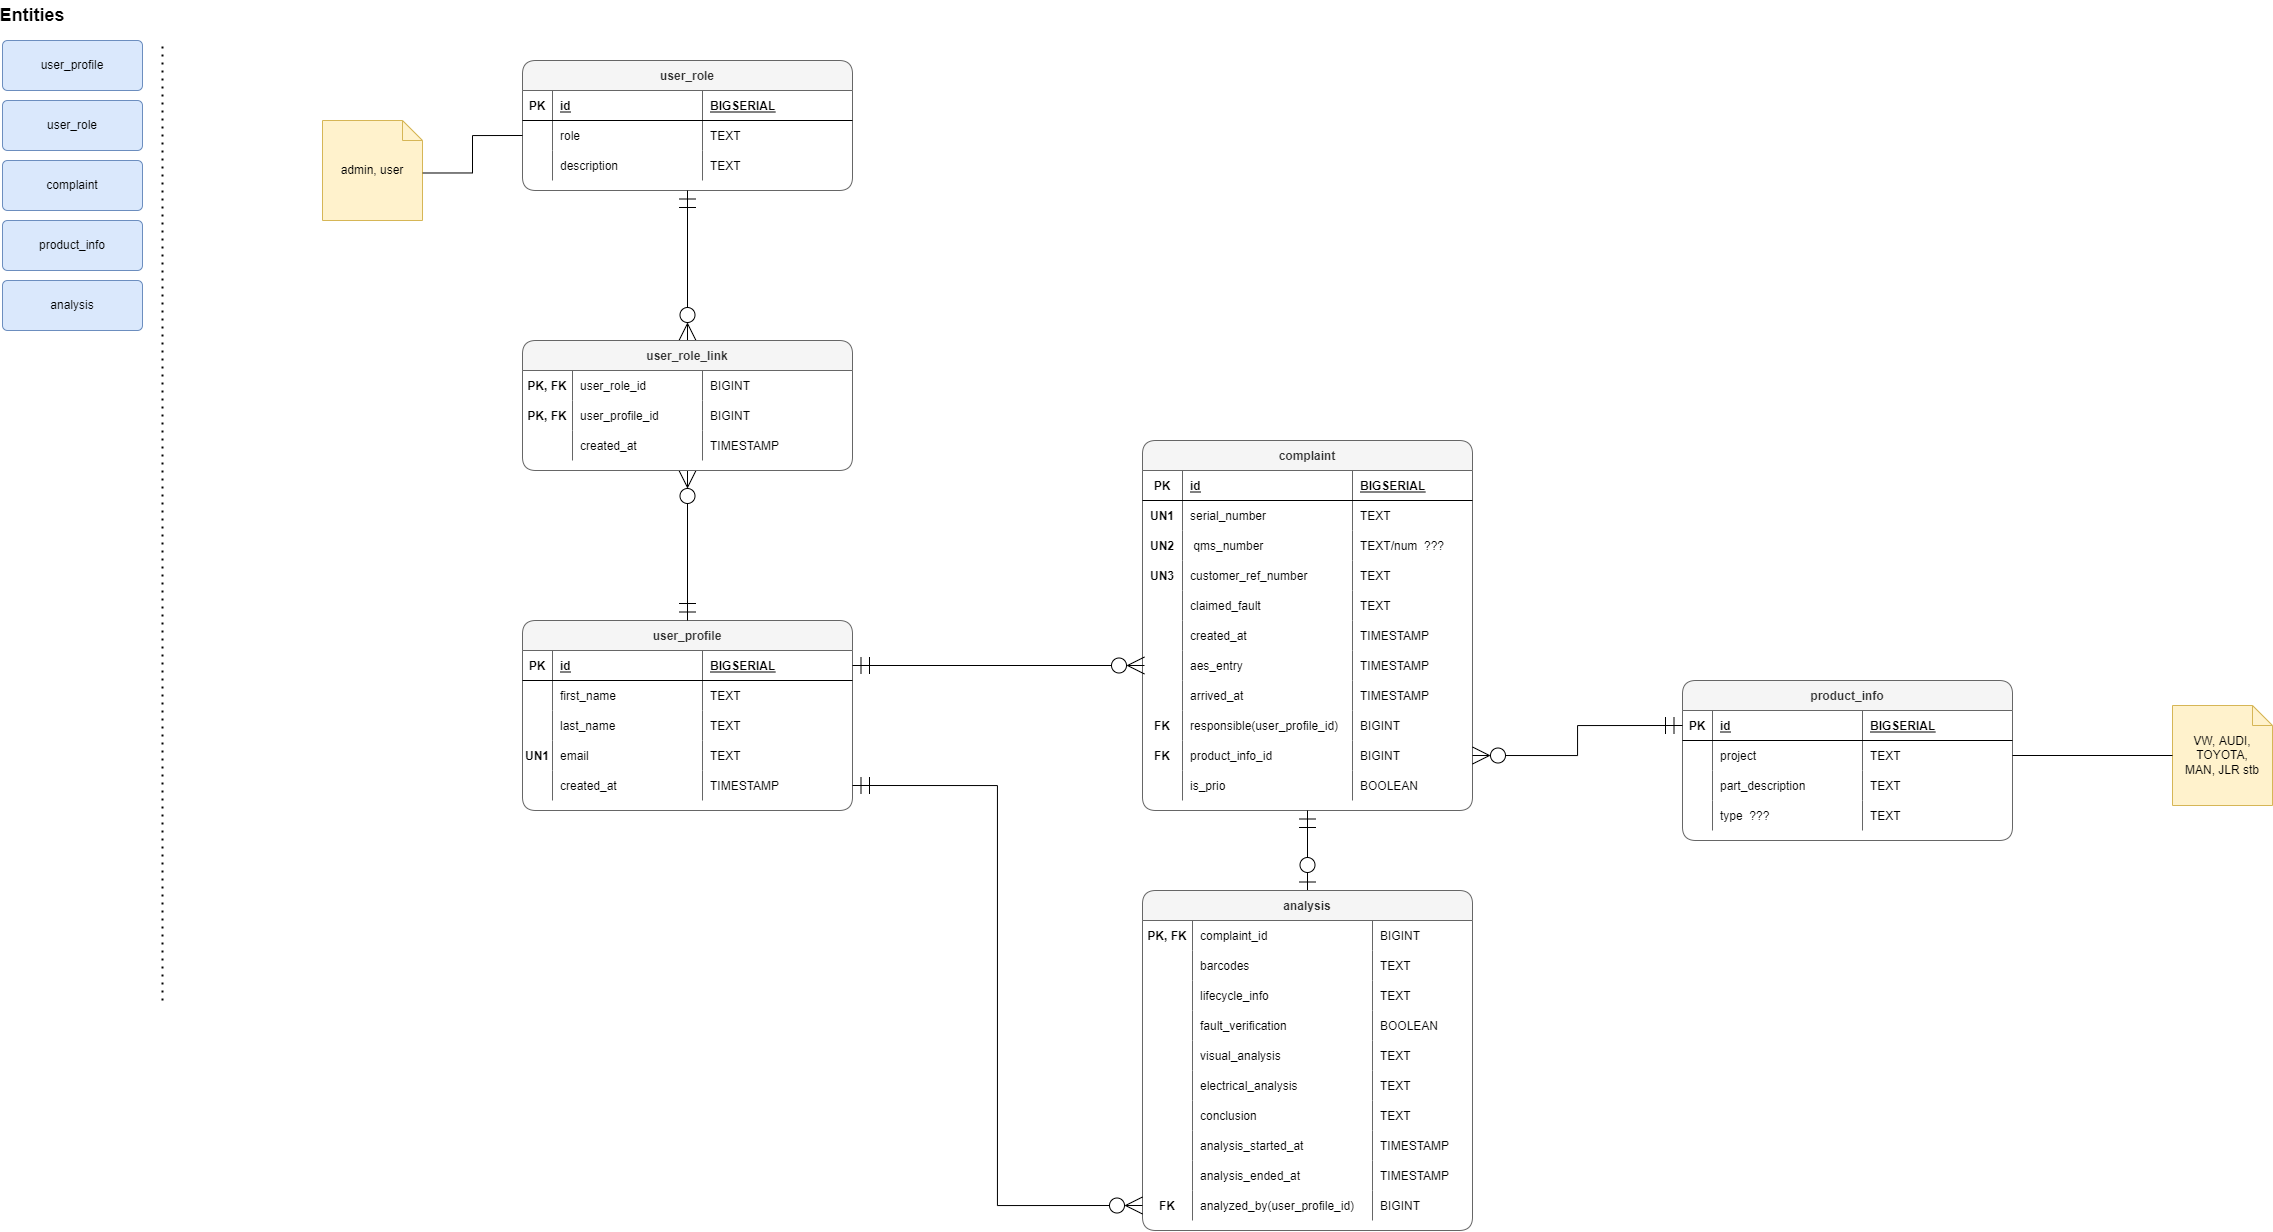 Entities
user_profile
user_role
complaint
product_info
analysis
admin, user
user_role
PK id BIGSERIAL
role TEXT
description TEXT
user_role_link
PK, FK user_role_id BIGINT
PK, FK user_profile_id BIGINT
created_at TIMESTAMP
user_profile
PK id BIGSERIAL
first_name TEXT
last_name TEXT
UN1 email TEXT
created_at TIMESTAMP
complaint
PK id BIGSERIAL
UN1 serial_number TEXT
UN2 qms_number TEXT/num ???
UN3 customer_ref_number TEXT
claimed_fault TEXT
created_at TIMESTAMP
aes_entry TIMESTAMP
arrived_at TIMESTAMP
FK responsible(user_profile_id) BIGINT
FK product_info_id BIGINT
is_prio BOOLEAN
product_info
PK id BIGSERIAL
project TEXT
part_description TEXT
type ??? TEXT
VW, AUDI,
TOYOTA,
MAN, JLR stb
analysis
PK, FK complaint_id BIGINT
barcodes TEXT
lifecycle_info TEXT
fault_verification BOOLEAN
visual_analysis TEXT
electrical_analysis TEXT
conclusion TEXT
analysis_started_at TIMESTAMP
analysis_ended_at TIMESTAMP
FK analyzed_by(user_profile_id) BIGINT